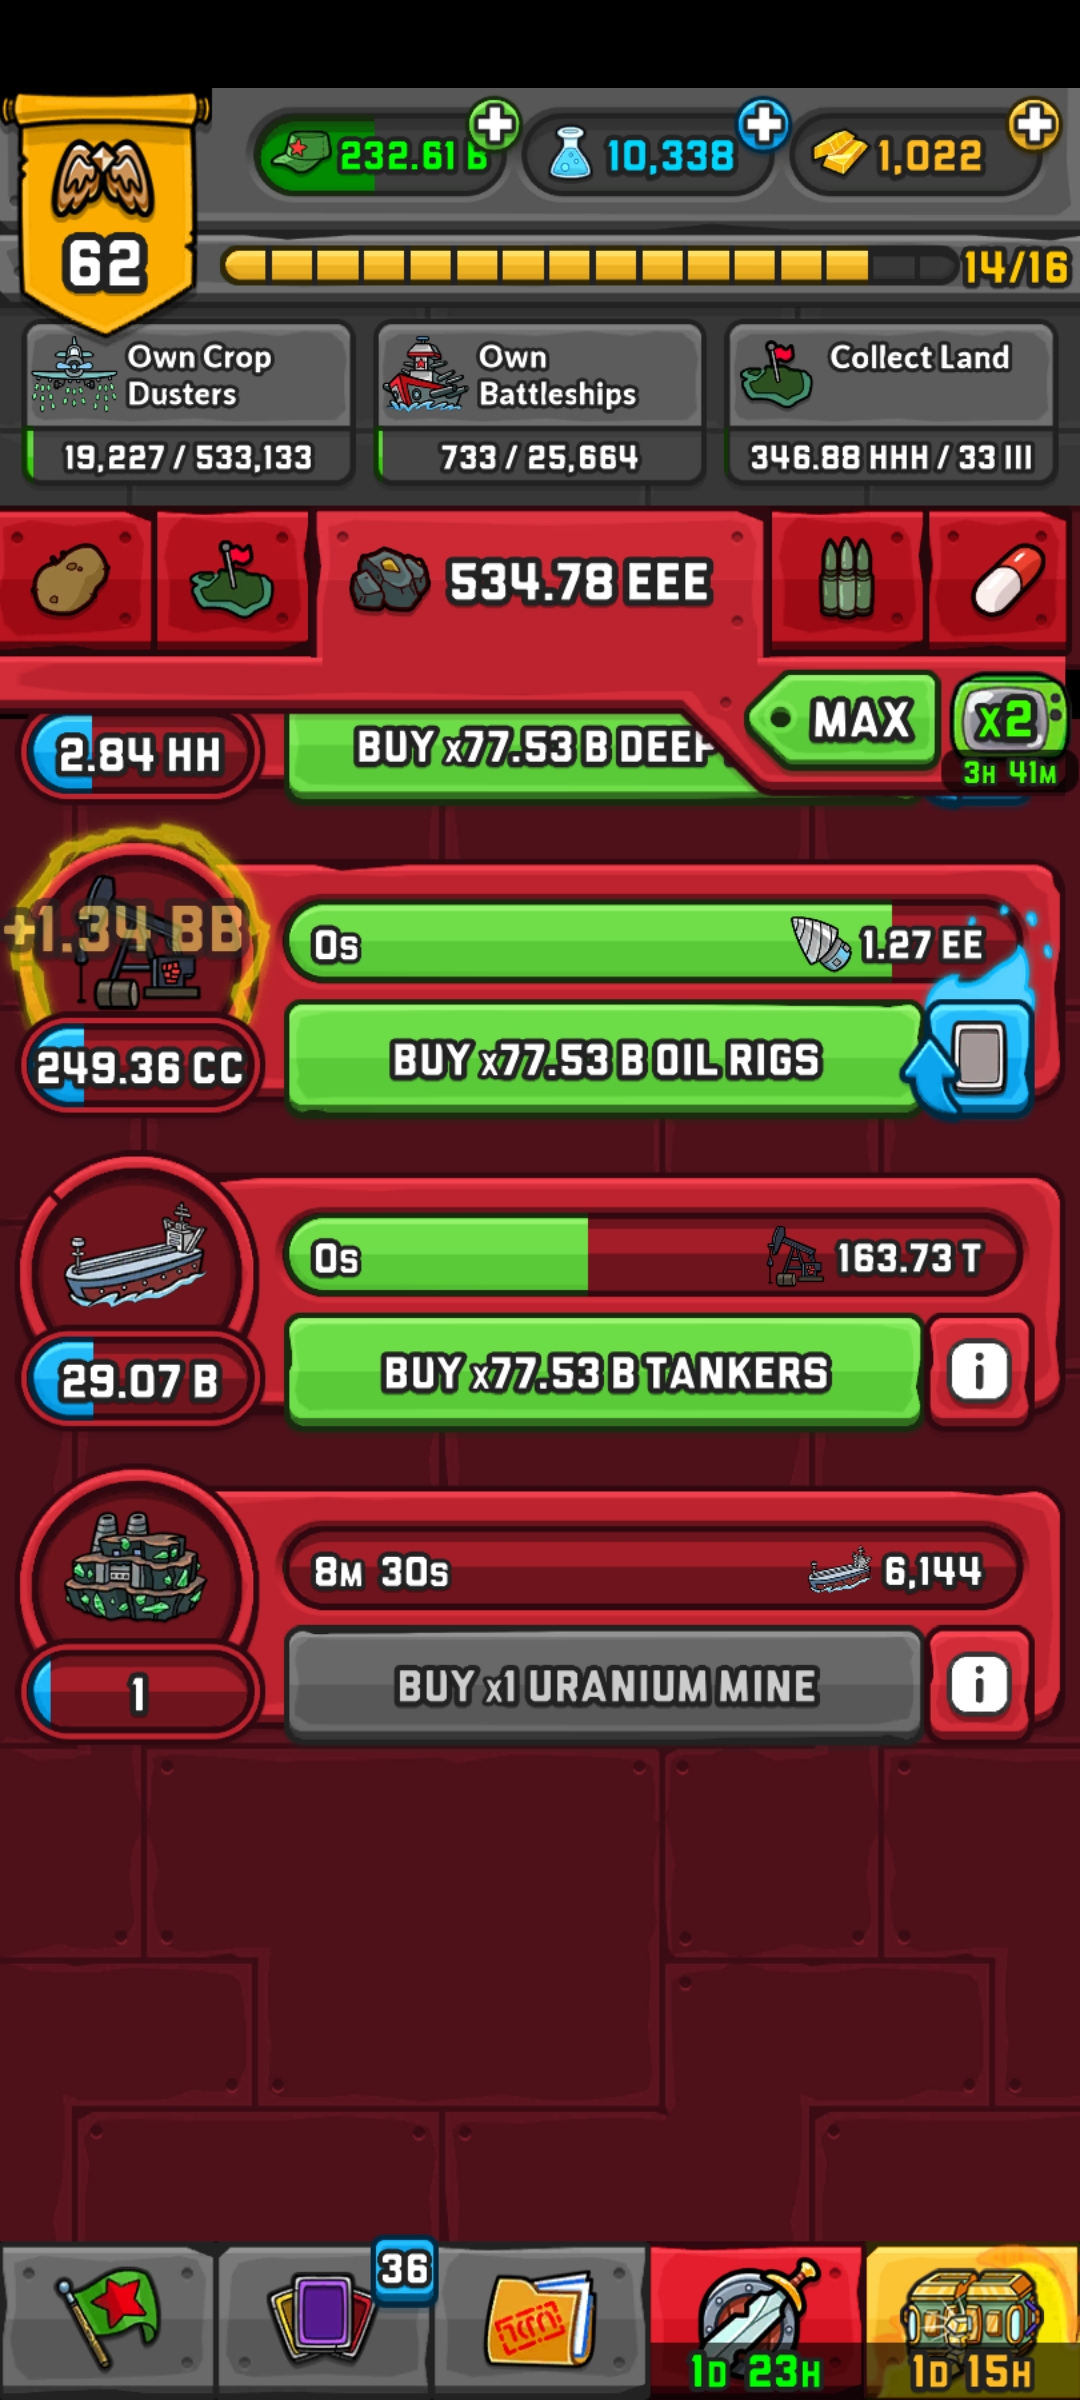 232.61 B
10,338
1,022
62
14/16
Own Crop
Dusters
19,227 / 533,133
Own
Battleships
733 / 25,664
Collect Land
346.88 HHH / 33 III
534.78 EEE
MAX
x2
3H 41M
2.84 HH
BUY x77.53 B DEEP
+1.34 BB
0s
1.27 EE
249.36 CC
BUY x77.53 B OIL RIGS
0s
163.73 T
29.07 B
BUY x77.53 B TANKERS
i
8M 30s
6,144
1
BUY x1 URANIUM MINE
i
36
1D 23H
1D 15H